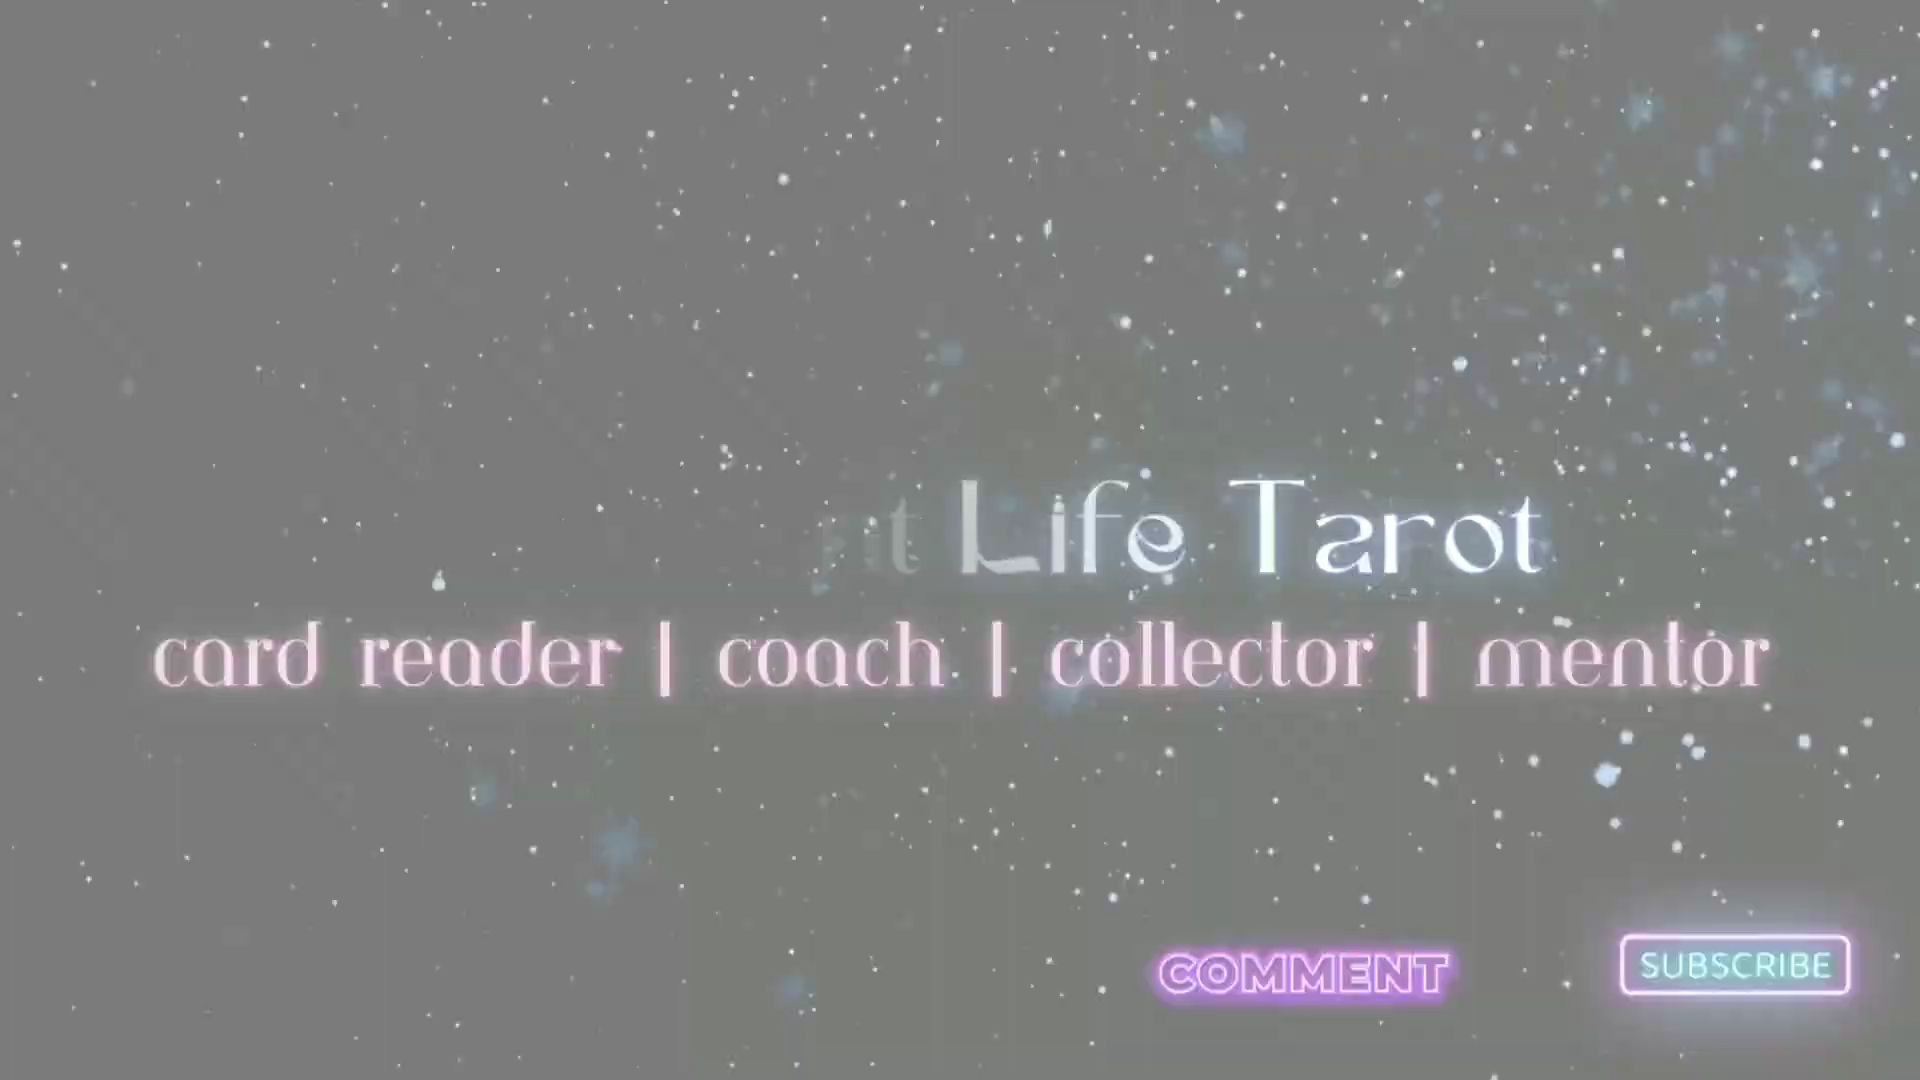 Life Tarot
card reader | coach | collector | mentor
COMMENT
SUBSCRIBE